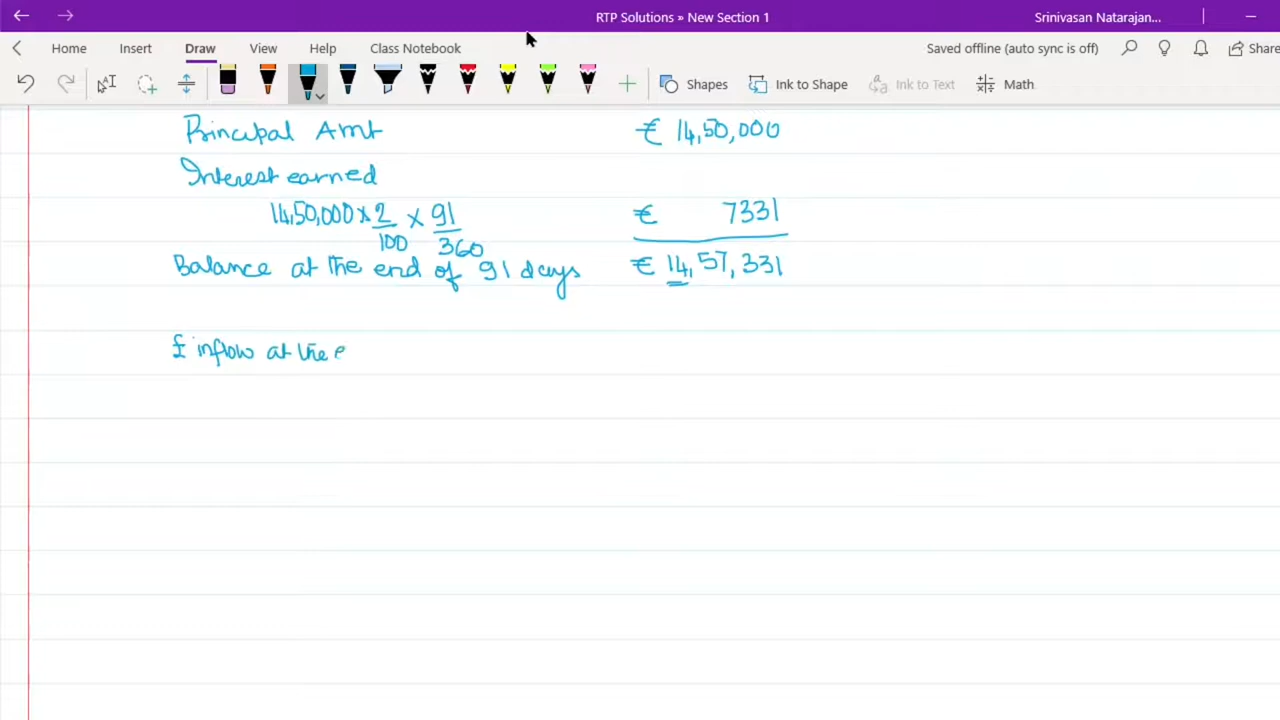 RTP Solutions » New Section 1
Srinivasan Natarajan...
Home Insert Draw View Help Class Notebook
Saved offline (auto sync is off)
Share
Shapes
Ink to Shape
Ink to Text
Math
Principal Amt € 14,50,000
Interest earned
14,50,000 × 2/100 × 91/360 € 7331
Balance at the end of 91 days € 14,57,331
£ inflow at the e